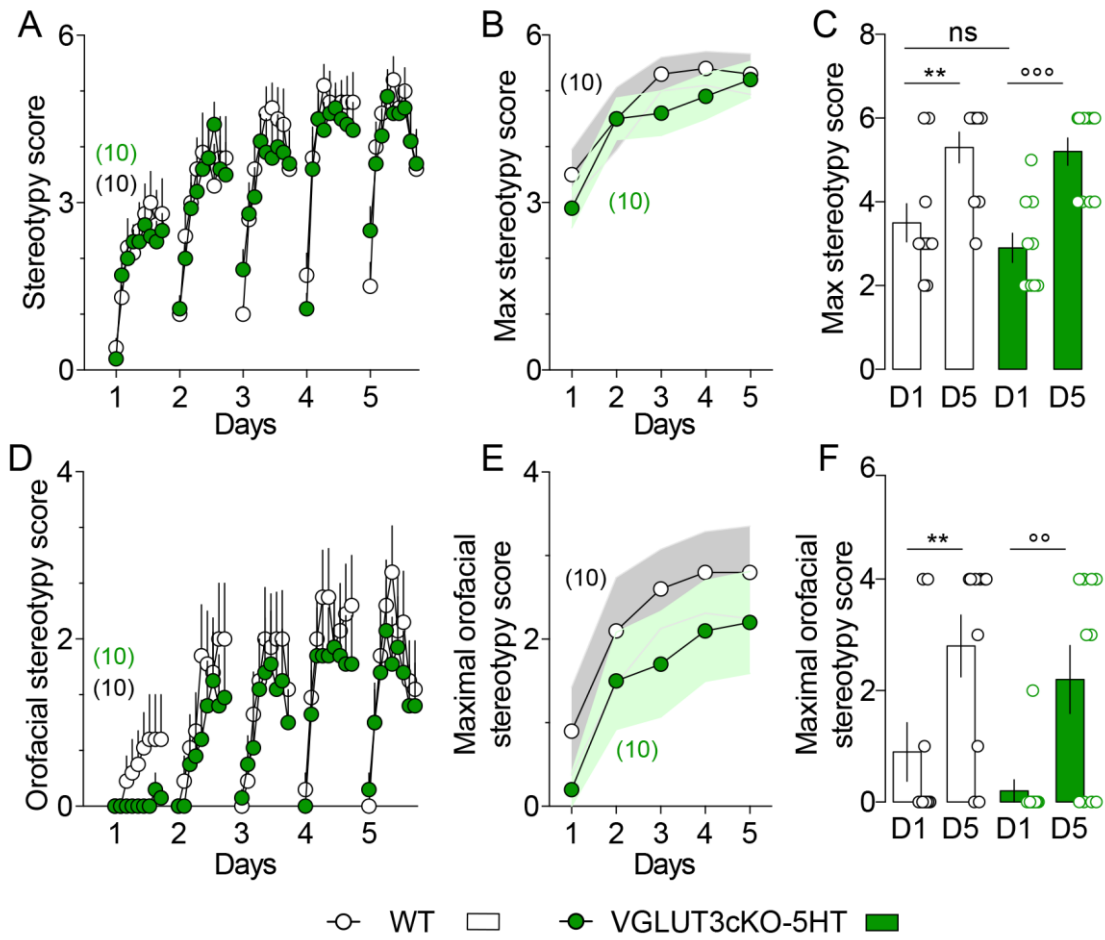 A
Stereotypy score
6
3
0
(10)
(10)
1 2 3 4 5
Days
B
Max stereotypy score
6
3
0
(10)
(10)
1 2 3 4 5
Days
C
Max stereotypy score
8
6
4
2
0
ns
** °°°
D1 D5 D1 D5
D
Orofacial stereotypy score
4
2
0
(10)
(10)
1 2 3 4 5
Days
E
Maximal orofacial
stereotypy score
4
2
0
(10)
(10)
1 2 3 4 5
Days
F
Maximal orofacial
stereotypy score
6
4
2
0
** °°
D1 D5 D1 D5
WT VGLUT3cKO-5HT